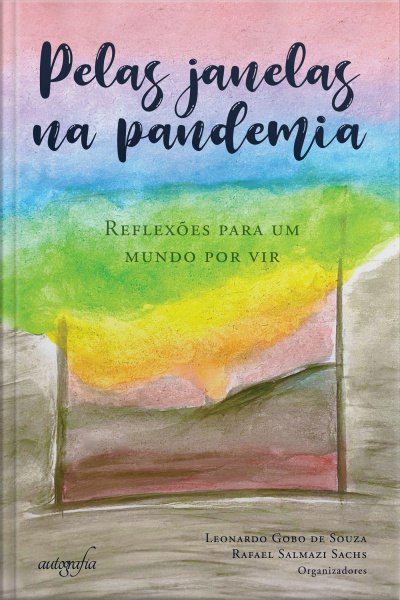 Pelas janelas
na pandemia
REFLEXÕES PARA UM
MUNDO POR VIR
LEONARDO GOBO DE SOUZA
RAFAEL SALMAZI SACHS
ORGANIZADORES
autografia